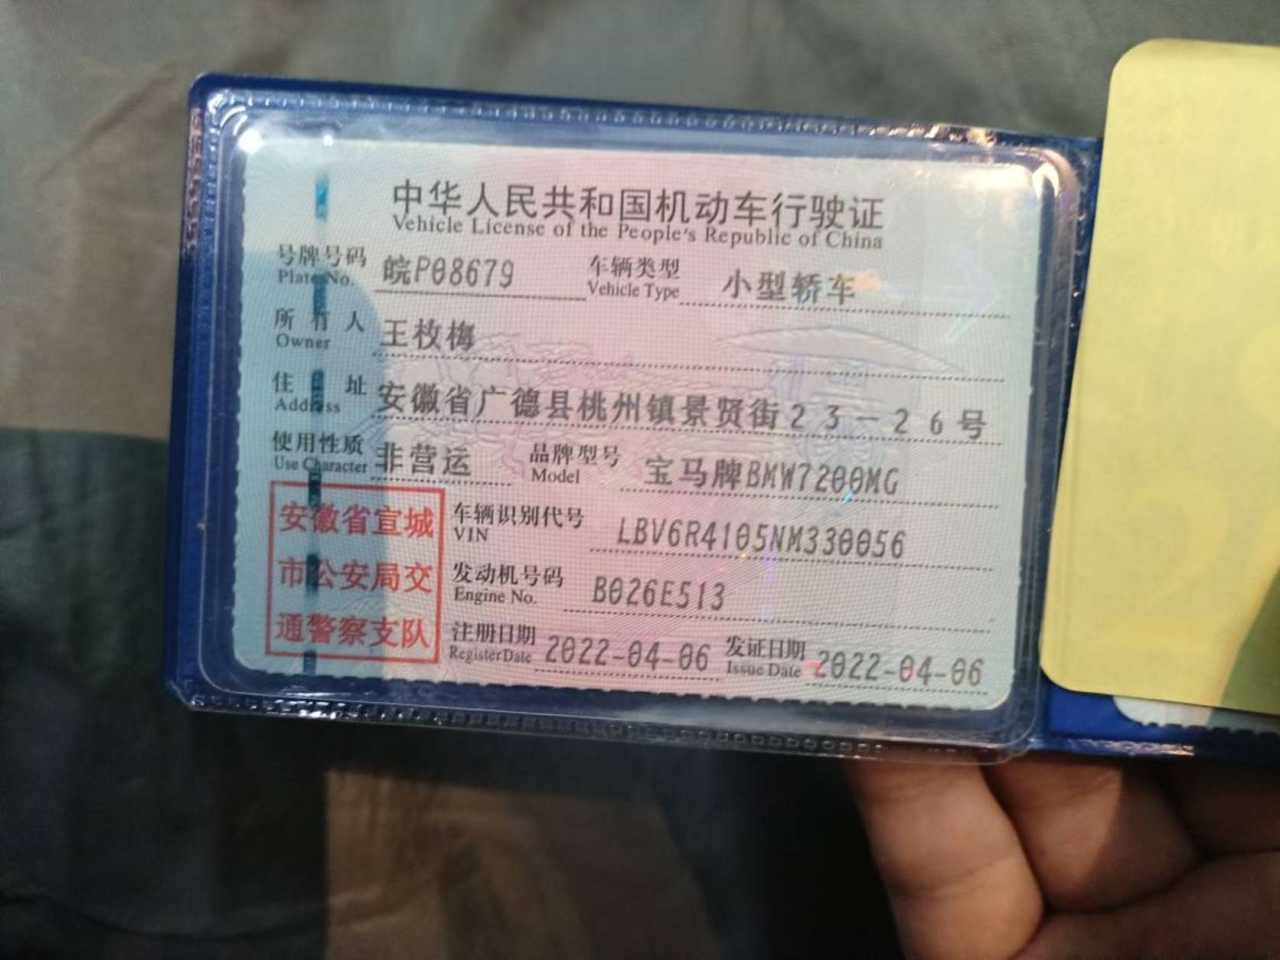 中华人民共和国机动车行驶证
Vehicle License of the People's Republic of China
号牌号码 皖P08679 车辆类型 小型轿车
Plate No. Vehicle Type
所有人 王枚梅
Owner
住址 安徽省广德县桃州镇景贤街23-26号
Address
使用性质 非营运 品牌型号 宝马牌BMW7200MG
Use Character Model
安徽省宣城
市公安局交
通警察支队
车辆识别代号 LBV6R4105NM330056
VIN
发动机号码 B026E513
Engine No.
注册日期 2022-04-06 发证日期 2022-04-06
Register Date Issue Date